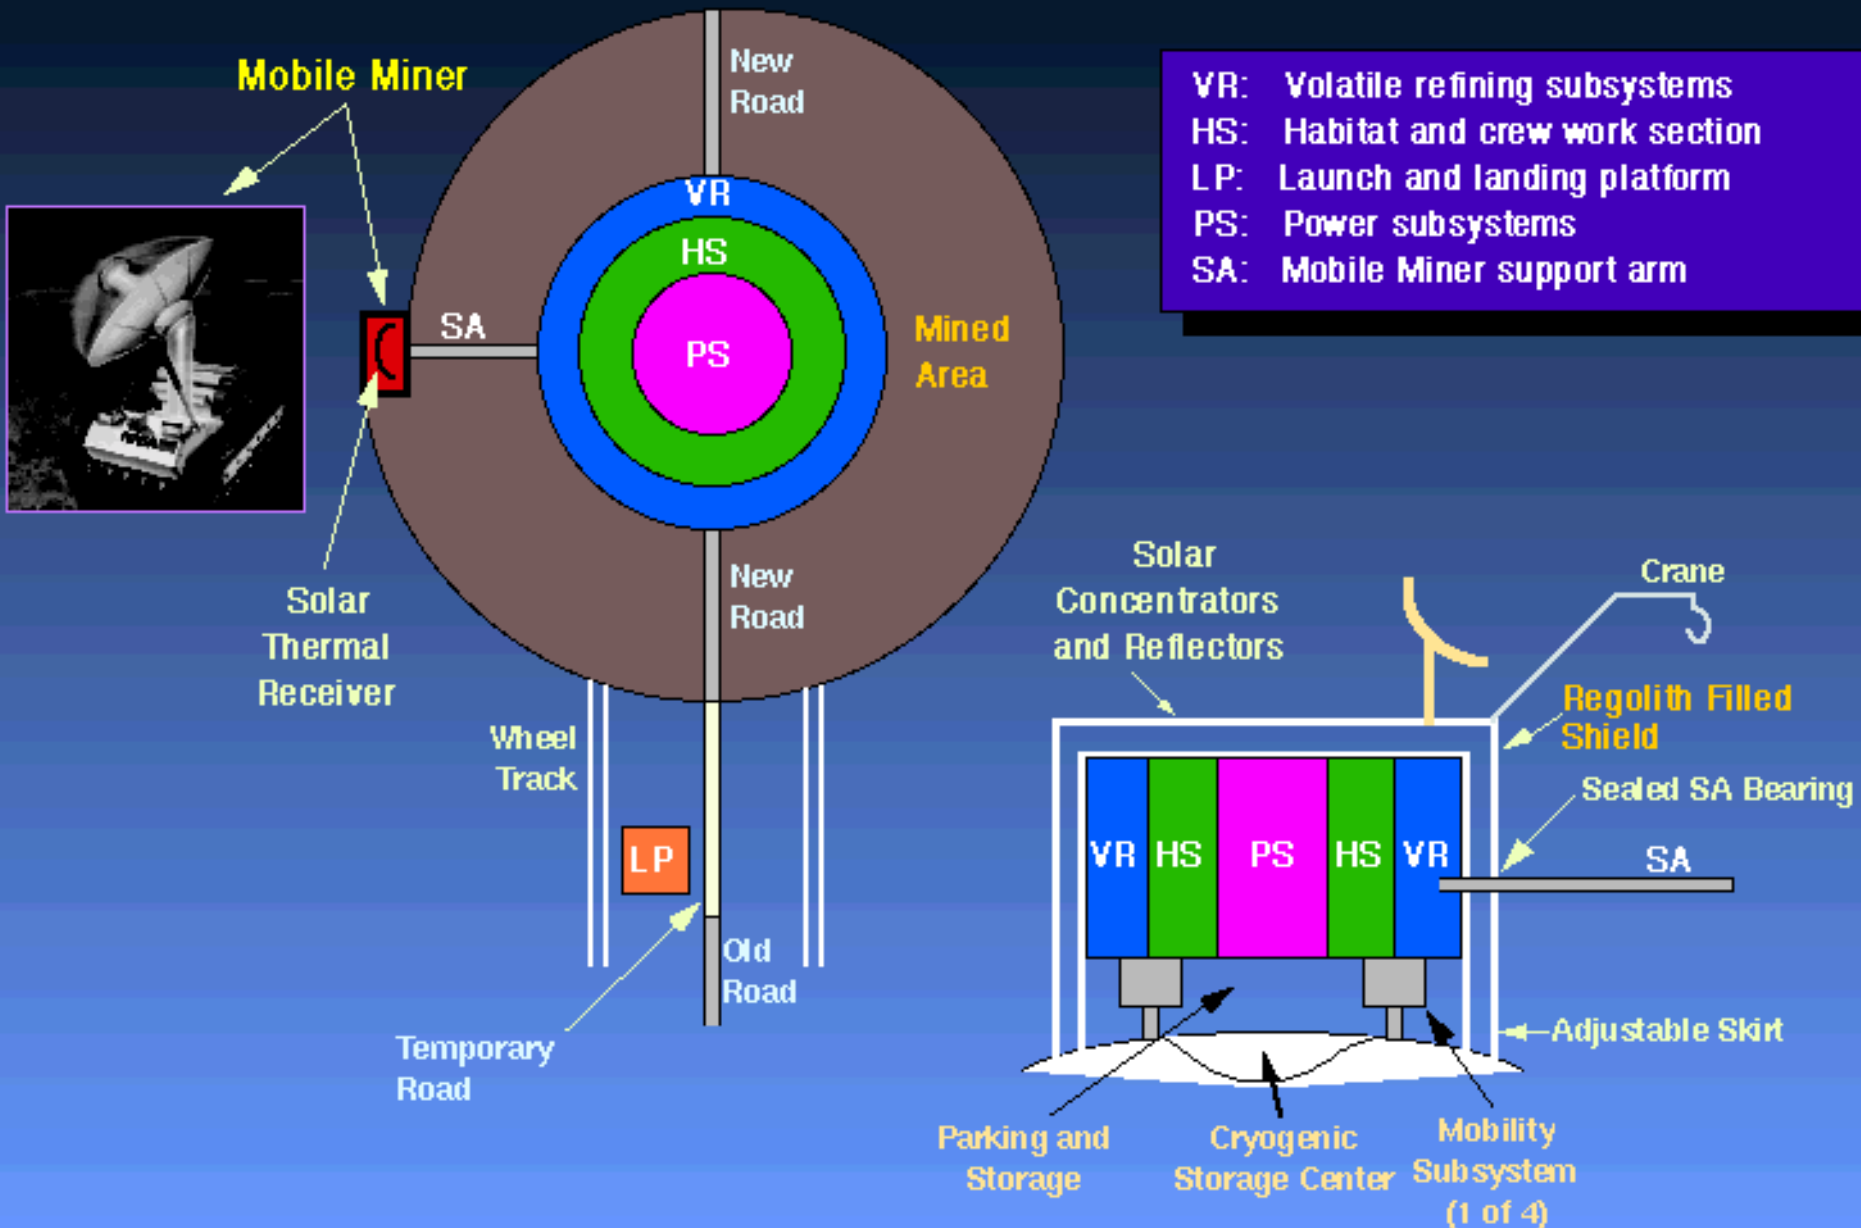 Mobile Miner
New
Road
VR: Volatile refining subsystems
HS: Habitat and crew work section
LP: Launch and landing platform
PS: Power subsystems
SA: Mobile Miner support arm
VR
HS
PS
SA
Mined
Area
Solar
Thermal
Receiver
New
Road
Wheel
Track
LP
Old
Road
Temporary
Road
Solar
Concentrators
and Reflectors
Crane
Regolith Filled
Shield
Sealed SA Bearing
SA
VR HS PS HS VR
Adjustable Skirt
Parking and
Storage
Cryogenic
Storage Center
Mobility
Subsystem
(1 of 4)